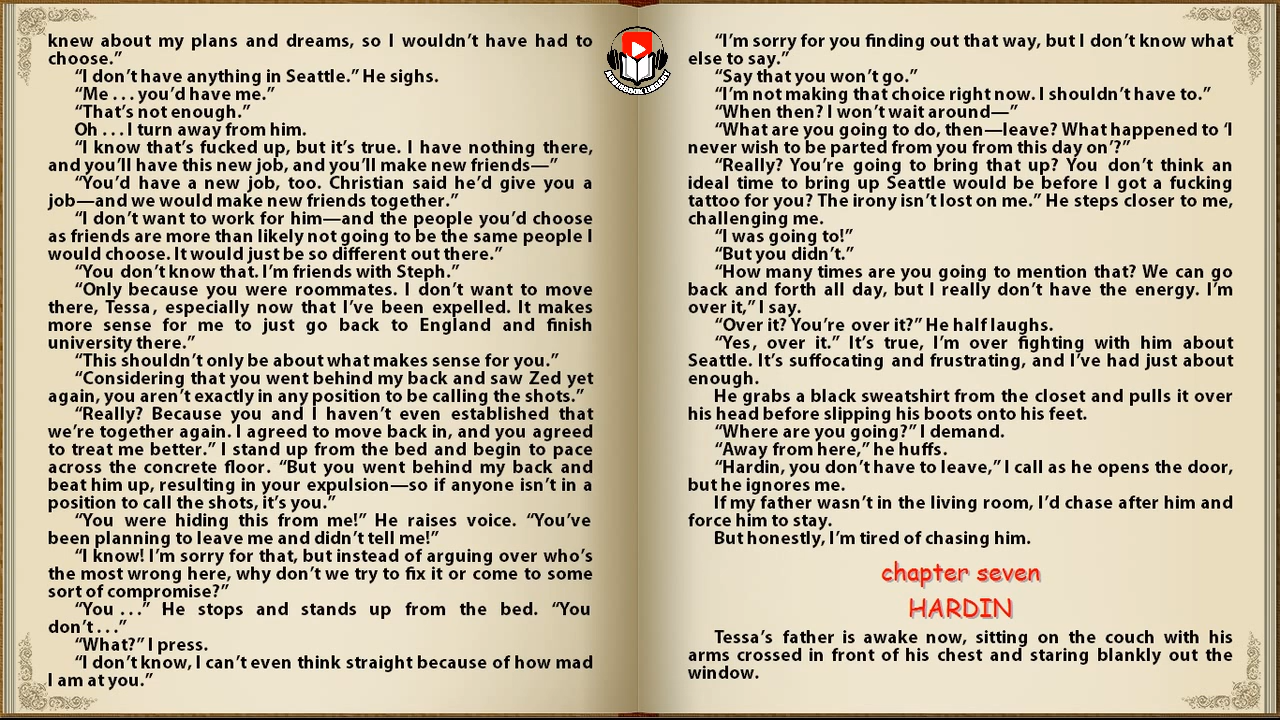 knew about my plans and dreams, so I wouldn’t have had to
choose.”
“I don’t have anything in Seattle.” He sighs.
“Me . . . you’d have me.”
“That’s not enough.”
Oh . . . I turn away from him.
“I know that’s fucked up, but it’s true. I have nothing there,
and you’ll have this new job, and you’ll make new friends—”
“You’d have a new job, too. Christian said he’d give you a
job—and we would make new friends together.”
“I don’t want to work for him—and the people you’d choose
as friends are more than likely not going to be the same people I
would choose. It would just be so different out there.”
“You don’t know that. I’m friends with Steph.”
“Only because you were roommates. I don’t want to move
there, Tessa, especially now that I’ve been expelled. It makes
more sense for me to just go back to England and finish
university there.”
“This shouldn’t only be about what makes sense for you.”
“Considering that you went behind my back and saw Zed yet
again, you aren’t exactly in any position to be calling the shots.”
“Really? Because you and I haven’t even established that
we’re together again. I agreed to move back in, and you agreed
to treat me better.” I stand up from the bed and begin to pace
across the concrete floor. “But you went behind my back and
beat him up, resulting in your expulsion—so if anyone isn’t in a
position to call the shots, it’s you.”
“You were hiding this from me!” He raises voice. “You’ve
been planning to leave me and didn’t tell me!”
“I know! I’m sorry for that, but instead of arguing over who’s
the most wrong here, why don’t we try to fix it or come to some
sort of compromise?”
“You . . .” He stops and stands up from the bed. “You
don’t . . .”
“What?” I press.
“I don’t know, I can’t even think straight because of how mad
I am at you.”
AUDIOBOOK LIBRARY
“I’m sorry for you finding out that way, but I don’t know what
else to say.”
“Say that you won’t go.”
“I’m not making that choice right now. I shouldn’t have to.”
“When then? I won’t wait around—”
“What are you going to do, then—leave? What happened to ‘I
never wish to be parted from you from this day on’?”
“Really? You’re going to bring that up? You don’t think an
ideal time to bring up Seattle would be before I got a fucking
tattoo for you? The irony isn’t lost on me.” He steps closer to me,
challenging me.
“I was going to!”
“But you didn’t.”
“How many times are you going to mention that? We can go
back and forth all day, but I really don’t have the energy. I’m
over it,” I say.
“Over it? You’re over it?” He half laughs.
“Yes, over it.” It’s true, I’m over fighting with him about
Seattle. It’s suffocating and frustrating, and I’ve had just about
enough.
He grabs a black sweatshirt from the closet and pulls it over
his head before slipping his boots onto his feet.
“Where are you going?” I demand.
“Away from here,” he huffs.
“Hardin, you don’t have to leave,” I call as he opens the door,
but he ignores me.
If my father wasn’t in the living room, I’d chase after him and
force him to stay.
But honestly, I’m tired of chasing him.
chapter seven
HARDIN
Tessa’s father is awake now, sitting on the couch with his
arms crossed in front of his chest and staring blankly out the
window.